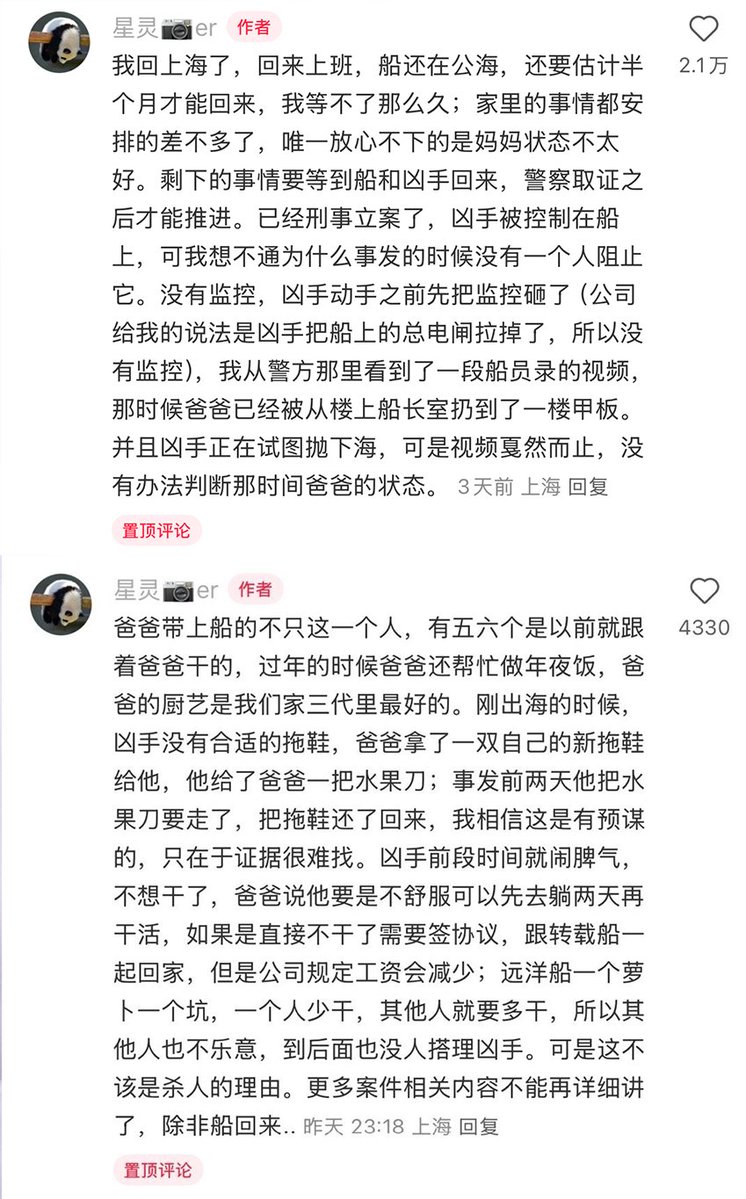 星灵📷er 作者
我回上海了，回来上班，船还在公海，还要估计半
2.1万
个月才能回来，我等不了那么久；家里的事情都安
排的差不多了，唯一放心不下的是妈妈状态不太
好。剩下的事情要等到船和凶手回来，警察取证之
后才能推进。已经刑事立案了，凶手被控制在船
上，可我想不通为什么事发的时候没有一个人阻止
它。没有监控，凶手动手之前先把监控砸了（公司
给我的说法是凶手把船上的总电闸拉掉了，所以没
有监控），我从警方那里看到了一段船员录的视频，
那时候爸爸已经被从楼上船长室扔到了一楼甲板。
并且凶手正在试图抛下海，可是视频戛然而止，没
有办法判断那时间爸爸的状态。 3天前 上海 回复
置顶评论
星灵📷er 作者
爸爸带上船的不只这一个人，有五六个是以前就跟
4330
着爸爸干的，过年的时候爸爸还帮忙做年夜饭，爸
爸的厨艺是我们家三代里最好的。刚出海的时候，
凶手没有合适的拖鞋，爸爸拿了一双自己的新拖鞋
给他，他给了爸爸一把水果刀；事发前两天他把水
果刀要走了，把拖鞋还了回来，我相信这是有预谋
的，只在于证据很难找。凶手前段时间就闹脾气，
不想干了，爸爸说他要是不舒服可以先去躺两天再
干活，如果是直接不干了需要签协议，跟转载船一
起回家，但是公司规定工资会减少；远洋船一个萝
卜一个坑，一个人少干，其他人就要多干，所以其
他人也不乐意，到后面也没人搭理凶手。可是这不
该是杀人的理由。更多案件相关内容不能再详细讲
了，除非船回来.. 昨天 23:18 上海 回复
置顶评论